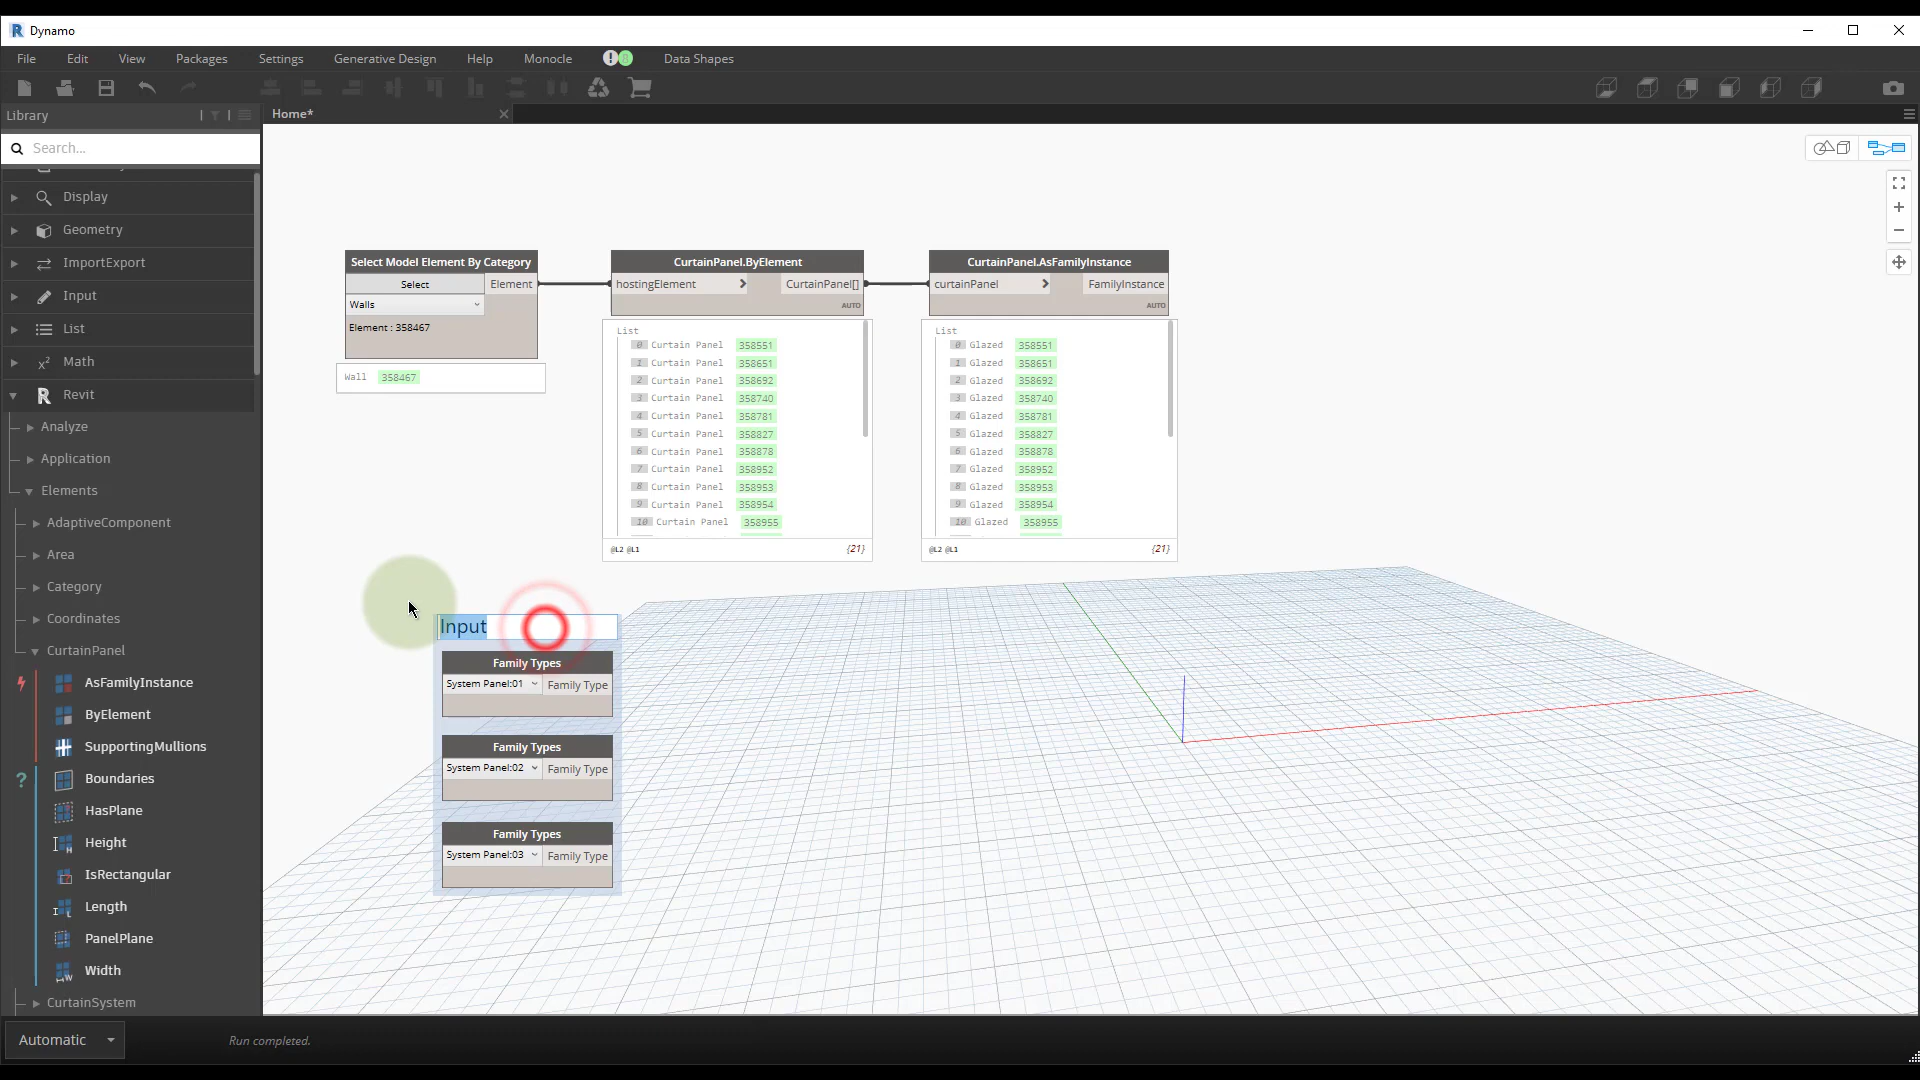 Dynamo
File Edit View Packages Settings Generative Design Help Monocle Data Shapes
Library
Home*
Search...
Display
Geometry
ImportExport
Input
List
Math
Revit
Analyze
Application
Elements
AdaptiveComponent
Area
Category
Coordinates
CurtainPanel
AsFamilyInstance
ByElement
SupportingMullions
Boundaries
HasPlane
Height
IsRectangular
Length
PanelPlane
Width
CurtainSystem
Automatic
Run completed.
Select Model Element By Category
Select Element
Walls
Element : 358467
Wall 358467
CurtainPanel.ByElement
hostingElement > CurtainPanel[]
AUTO
List
0 Curtain Panel 358551
1 Curtain Panel 358651
2 Curtain Panel 358692
3 Curtain Panel 358740
4 Curtain Panel 358781
5 Curtain Panel 358827
6 Curtain Panel 358878
7 Curtain Panel 358952
8 Curtain Panel 358953
9 Curtain Panel 358954
10 Curtain Panel 358955
@L2 @L1 {21}
CurtainPanel.AsFamilyInstance
curtainPanel > FamilyInstance
AUTO
List
0 Glazed 358551
1 Glazed 358651
2 Glazed 358692
3 Glazed 358740
4 Glazed 358781
5 Glazed 358827
6 Glazed 358878
7 Glazed 358952
8 Glazed 358953
9 Glazed 358954
10 Glazed 358955
@L2 @L1 {21}
Input
Family Types
System Panel:01 Family Type
Family Types
System Panel:02 Family Type
Family Types
System Panel:03 Family Type